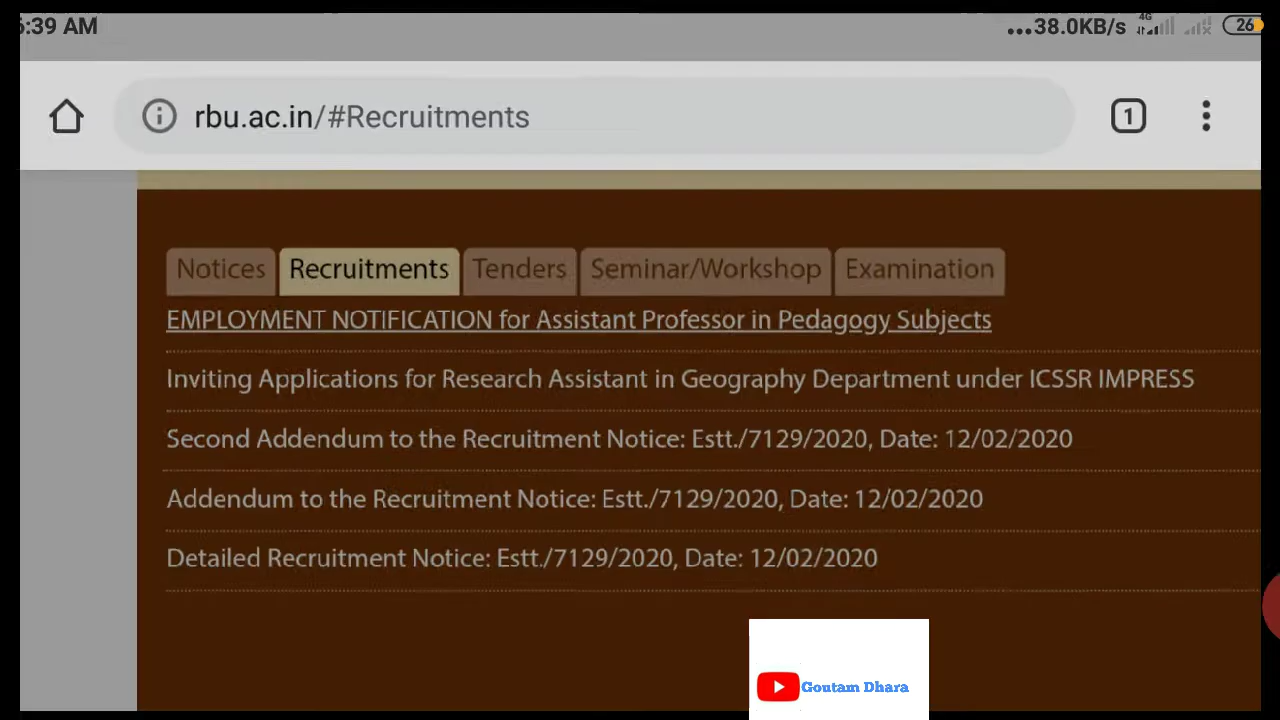 5:39 AM
...38.0KB/s 4G 26
rbu.ac.in/#Recruitments 1
Notices Recruitments Tenders Seminar/Workshop Examination
EMPLOYMENT NOTIFICATION for Assistant Professor in Pedagogy Subjects
Inviting Applications for Research Assistant in Geography Department under ICSSR IMPRESS
Second Addendum to the Recruitment Notice: Estt./7129/2020, Date: 12/02/2020
Addendum to the Recruitment Notice: Estt./7129/2020, Date: 12/02/2020
Detailed Recruitment Notice: Estt./7129/2020, Date: 12/02/2020
Goutam Dhara